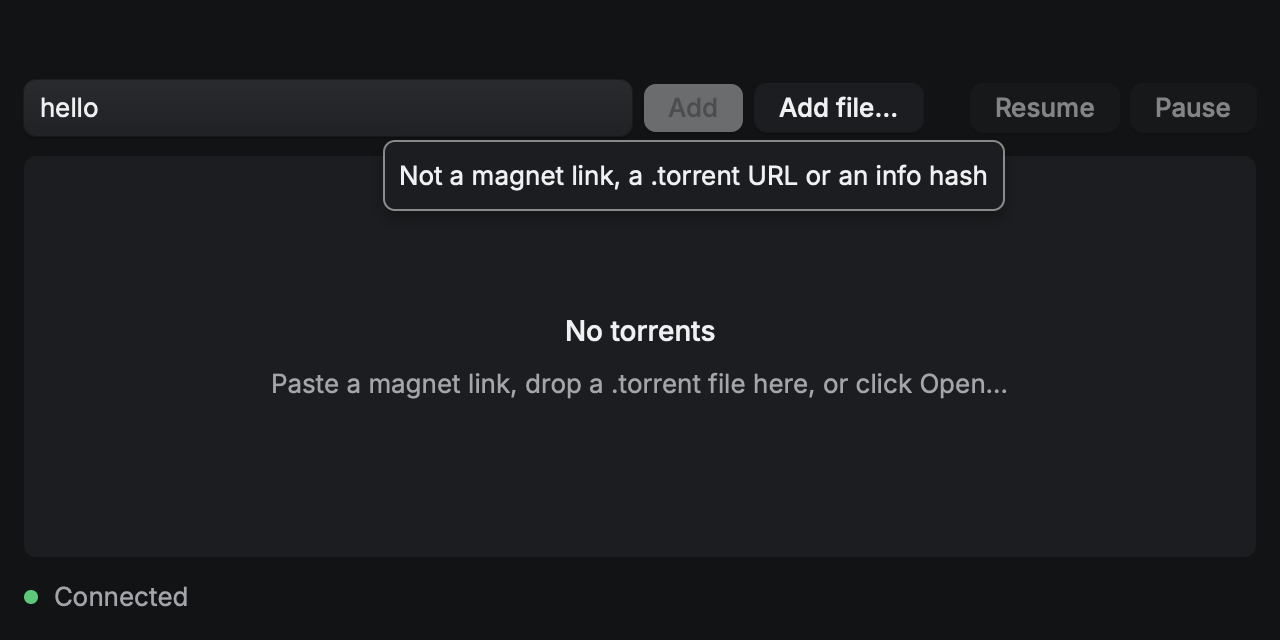 hello
Add
Add file...
Resume
Pause
Not a magnet link, a .torrent URL or an info hash
No torrents
Paste a magnet link, drop a .torrent file here, or click Open...
Connected